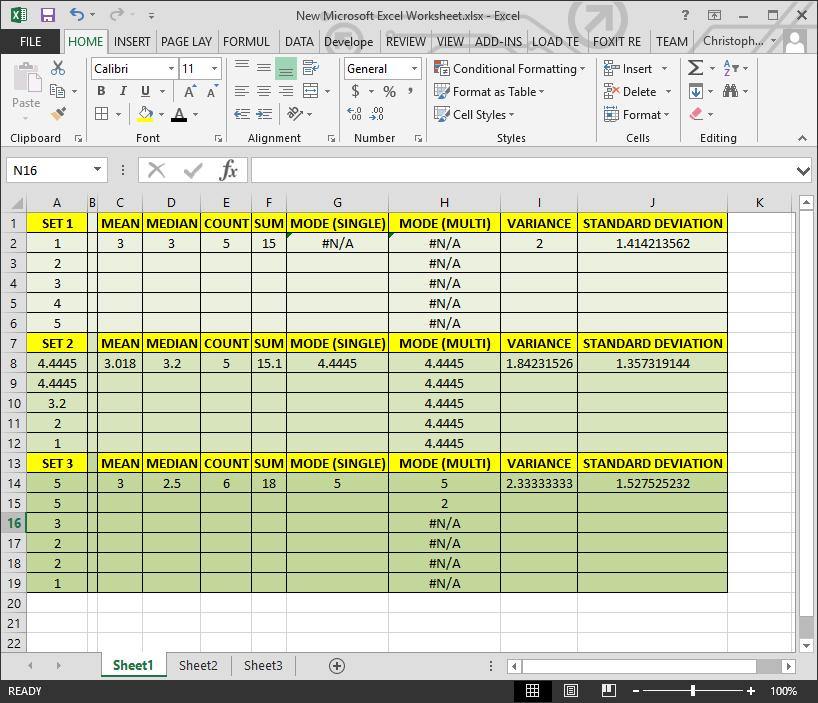 New Microsoft Excel Worksheet.xlsx - Excel
FILE HOME INSERT PAGE LAY FORMUL DATA Develope REVIEW VIEW ADD-INS LOAD TE FOXIT RE TEAM Christoph...
Calibri 11 General Conditional Formatting Insert
Paste B I U $ % , Format as Table Delete
A Cell Styles Format
Clipboard Font Alignment Number Styles Cells Editing
N16 fx
A B C D E F G H I J K
1 SET 1 MEAN MEDIAN COUNT SUM MODE (SINGLE) MODE (MULTI) VARIANCE STANDARD DEVIATION
2 1 3 3 5 15 #N/A #N/A 2 1.414213562
3 2 #N/A
4 3 #N/A
5 4 #N/A
6 5 #N/A
7 SET 2 MEAN MEDIAN COUNT SUM MODE (SINGLE) MODE (MULTI) VARIANCE STANDARD DEVIATION
8 4.4445 3.018 3.2 5 15.1 4.4445 4.4445 1.84231526 1.357319144
9 4.4445 4.4445
10 3.2 4.4445
11 2 4.4445
12 1 4.4445
13 SET 3 MEAN MEDIAN COUNT SUM MODE (SINGLE) MODE (MULTI) VARIANCE STANDARD DEVIATION
14 5 3 2.5 6 18 5 5 2.33333333 1.527525232
15 5 2
16 3 #N/A
17 2 #N/A
18 2 #N/A
19 1 #N/A
20
21
22
Sheet1 Sheet2 Sheet3
READY 100%